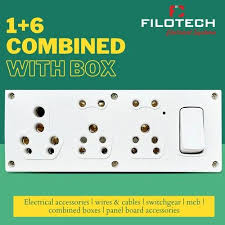 FILOTECH
1+6
COMBINED
WITH BOX
Electrical accessories | wires & cables | switchgear | mcb |
combined boxes | panel board accessories